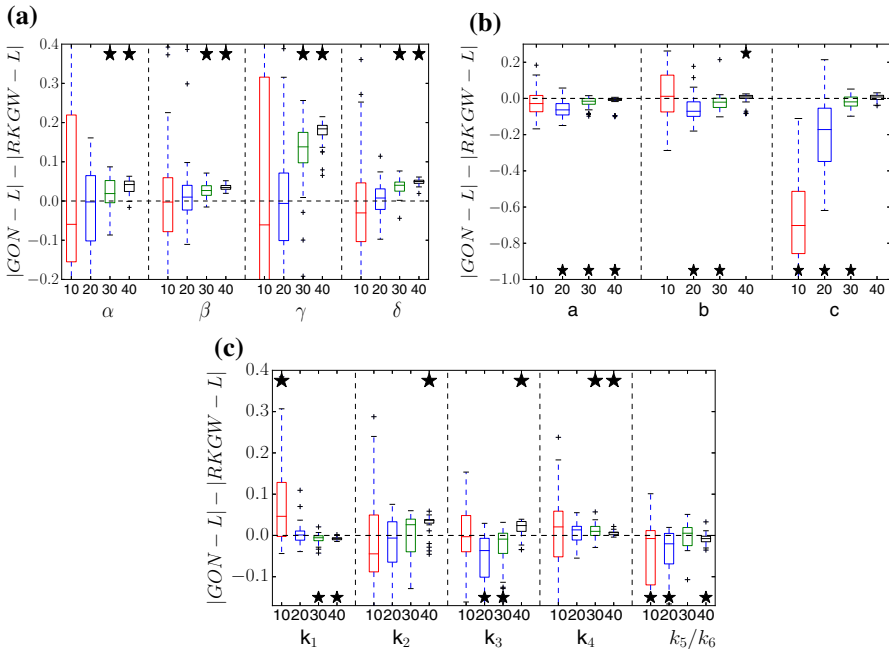 (a)
|GON − L| − |RKGW − L|
0.4
0.3
0.2
0.1
0.0
−0.1
−0.2
10 20 30 40 10 20 30 40 10 20 30 40 10 20 30 40
α β γ δ
(b)
|GON − L| − |RKGW − L|
0.2
0.0
−0.2
−0.4
−0.6
−0.8
−1.0
10 20 30 40 10 20 30 40 10 20 30 40
a b c
(c)
|GON − L| − |RKGW − L|
0.4
0.3
0.2
0.1
0.0
−0.1
10203040 10203040 10203040 10203040 10203040
k₁ k₂ k₃ k₄ k₅/k₆